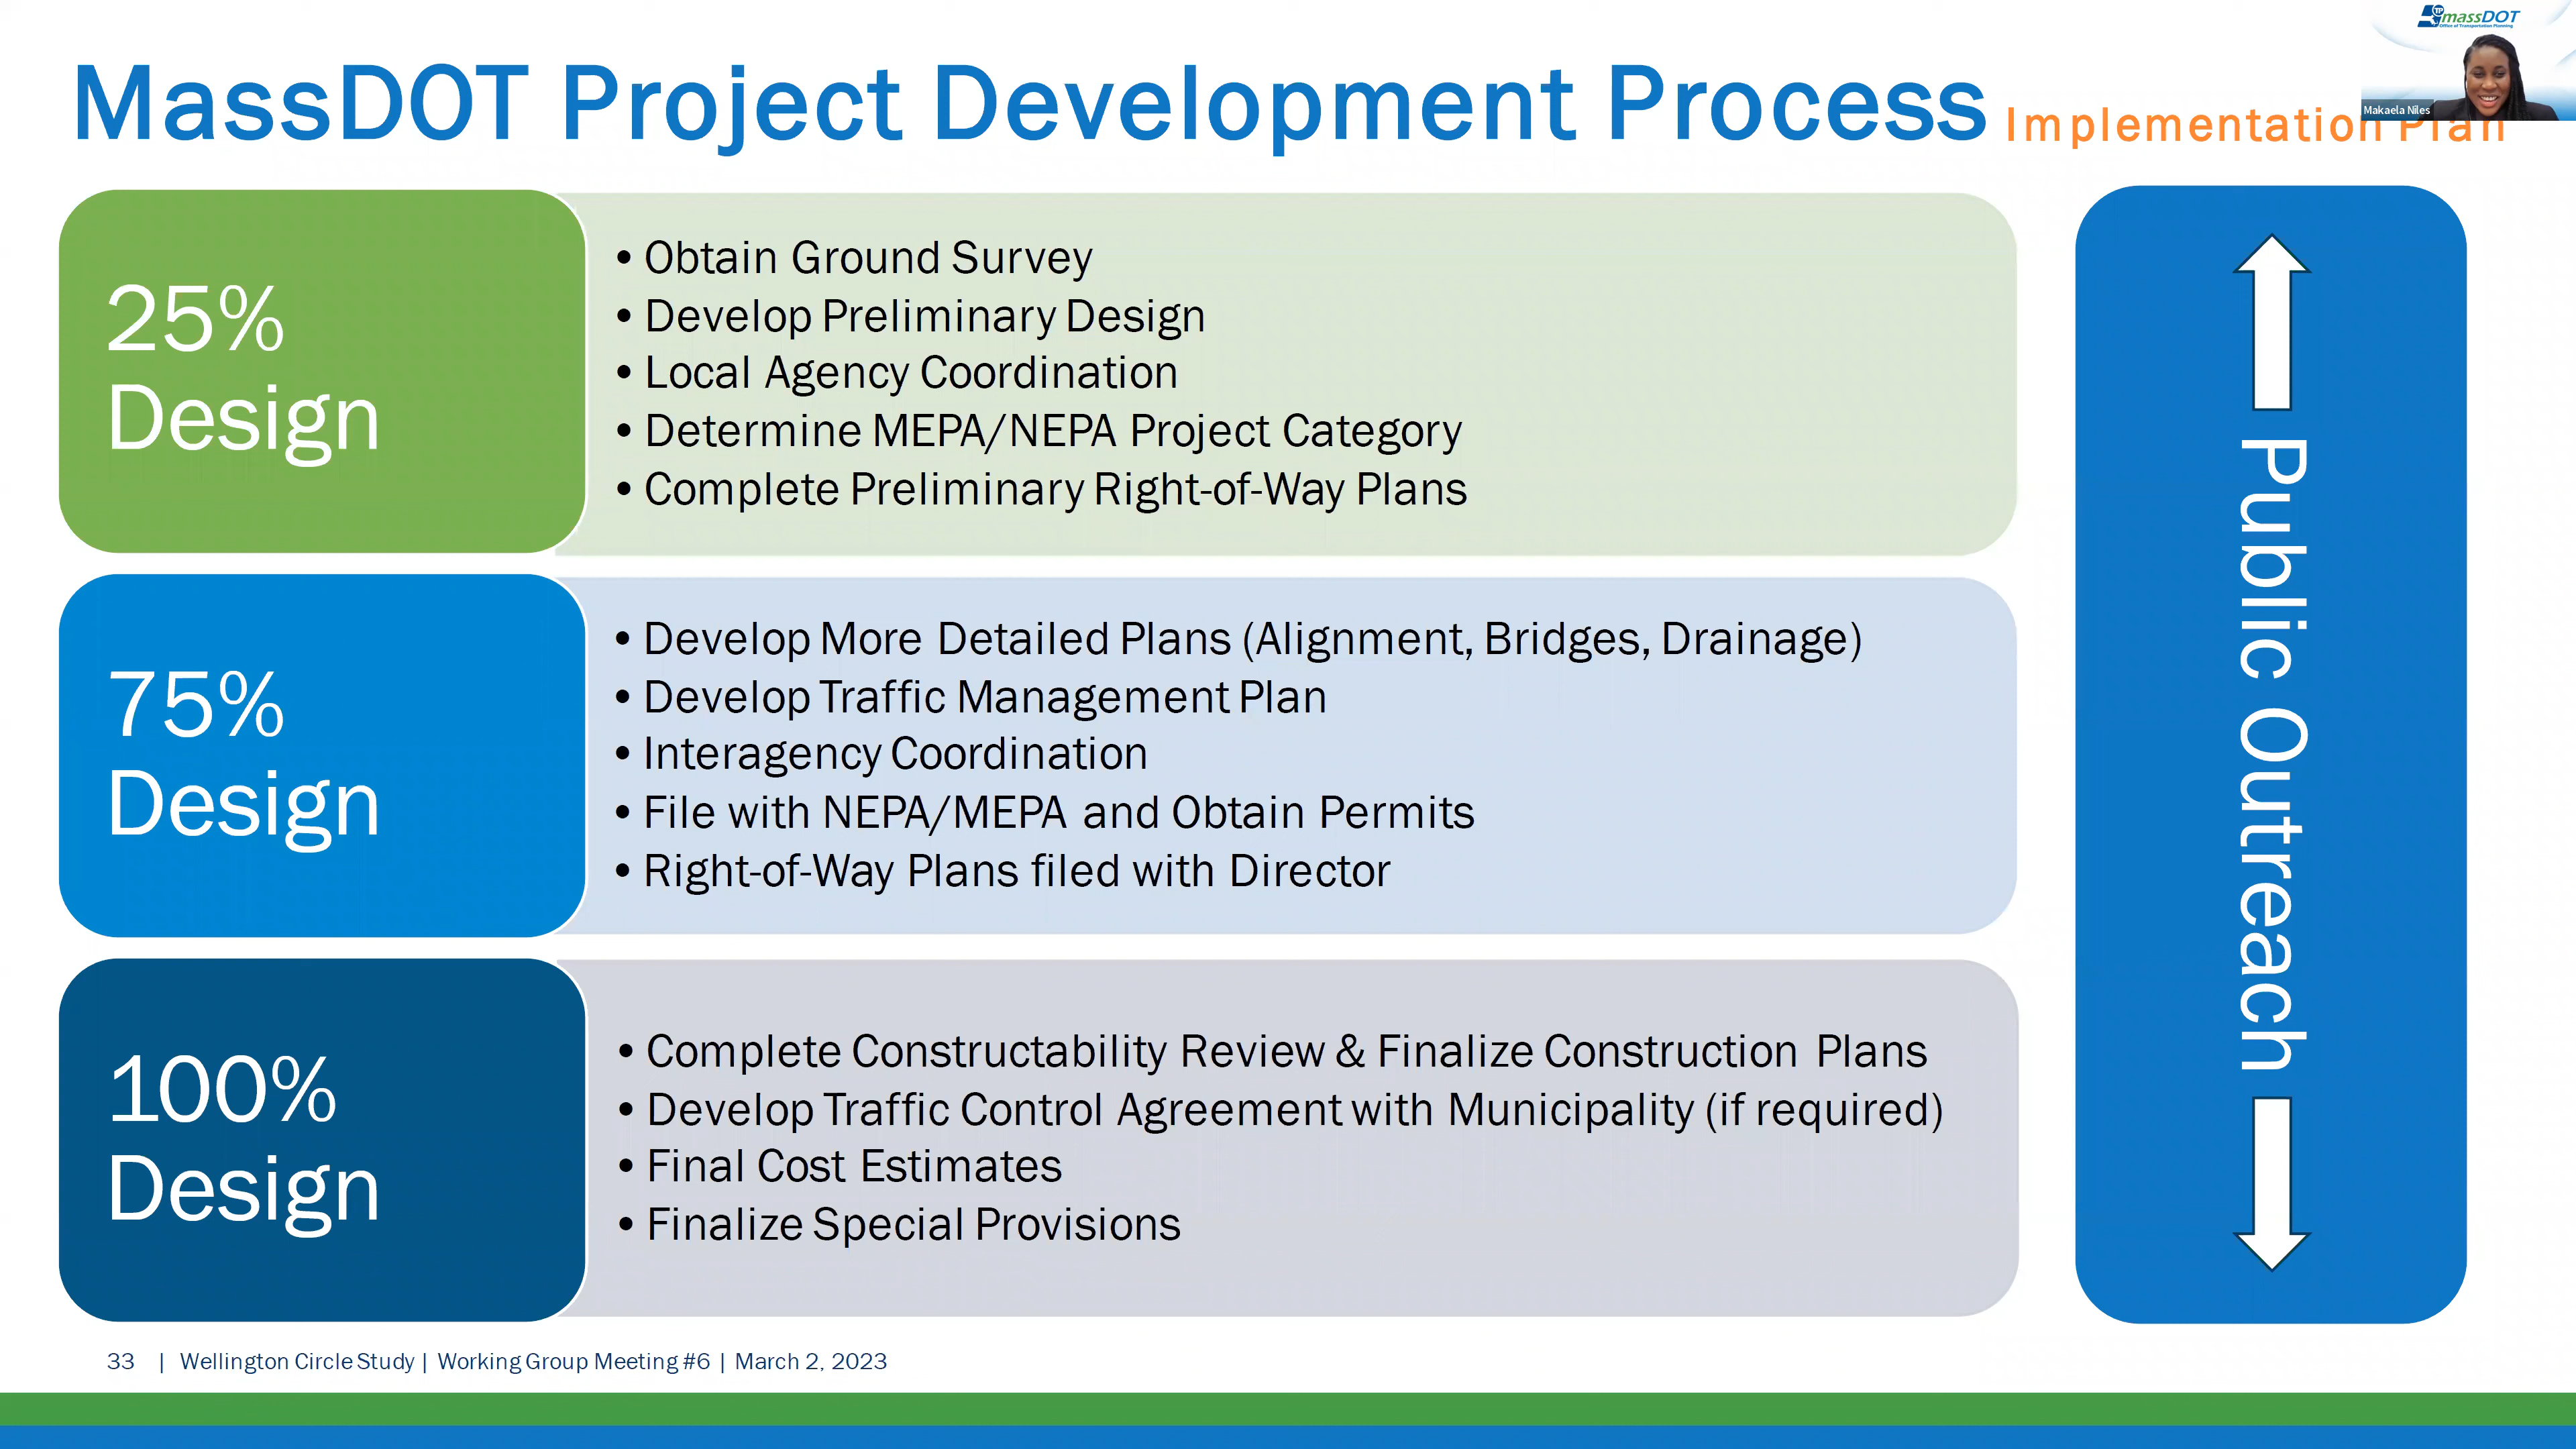 massDOT
Office of Transportation Planning
Makaela Niles
MassDOT Project Development Process Implementation Plan
25%
Design
• Obtain Ground Survey
• Develop Preliminary Design
• Local Agency Coordination
• Determine MEPA/NEPA Project Category
• Complete Preliminary Right-of-Way Plans
75%
Design
• Develop More Detailed Plans (Alignment, Bridges, Drainage)
• Develop Traffic Management Plan
• Interagency Coordination
• File with NEPA/MEPA and Obtain Permits
• Right-of-Way Plans filed with Director
100%
Design
• Complete Constructability Review & Finalize Construction Plans
• Develop Traffic Control Agreement with Municipality (if required)
• Final Cost Estimates
• Finalize Special Provisions
Public Outreach
33 | Wellington Circle Study | Working Group Meeting #6 | March 2, 2023